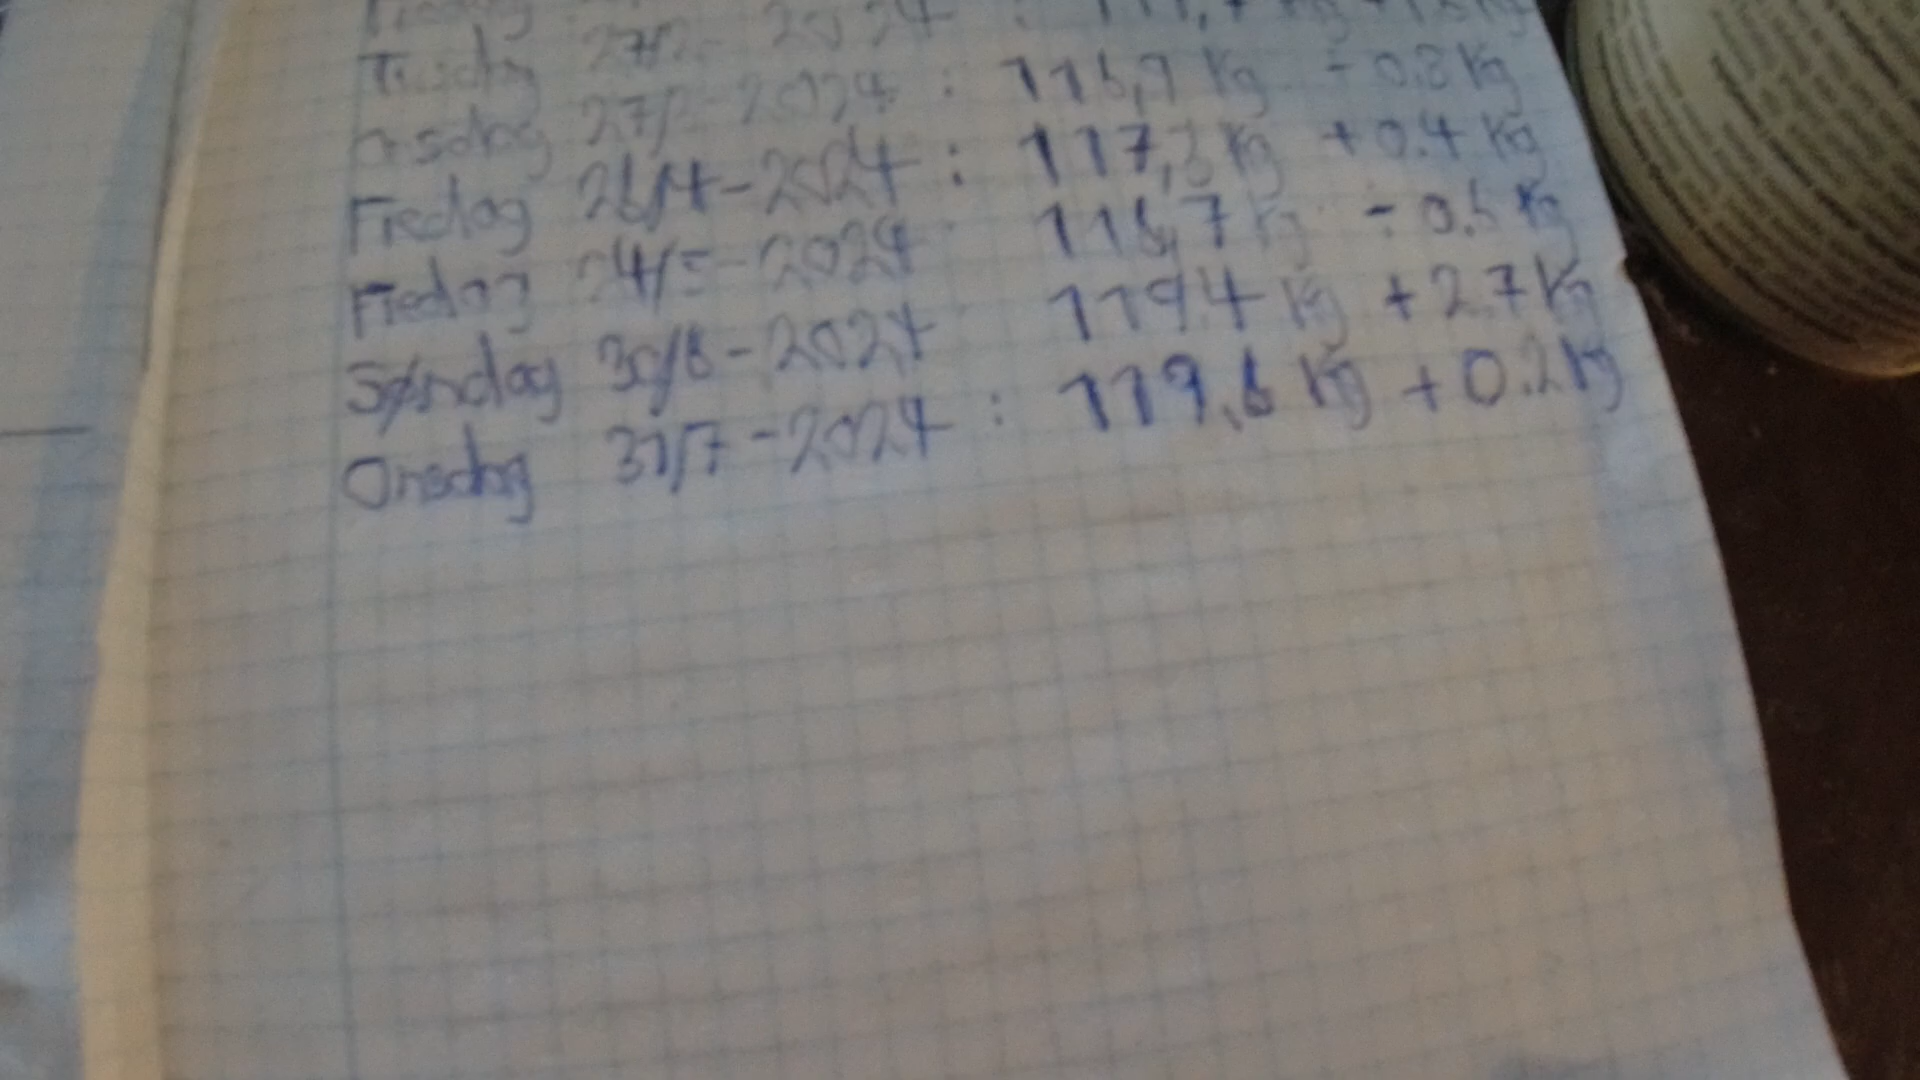 Tirsdag 27/2- 2024 : 116,9 Kg ÷ 0.8 Kg
Onsdag 27/3-2024 : 117,3 Kg + 0.4 Kg
Fredag 26/4-2024 : 116,7 Kg ÷ 0.6 Kg
Fredag 24/5-2024 119.4 Kg + 2.7 Kg
Søndag 30/6-2024 : 119,6 Kg + 0.2 Kg
Onsdag 31/7-2024